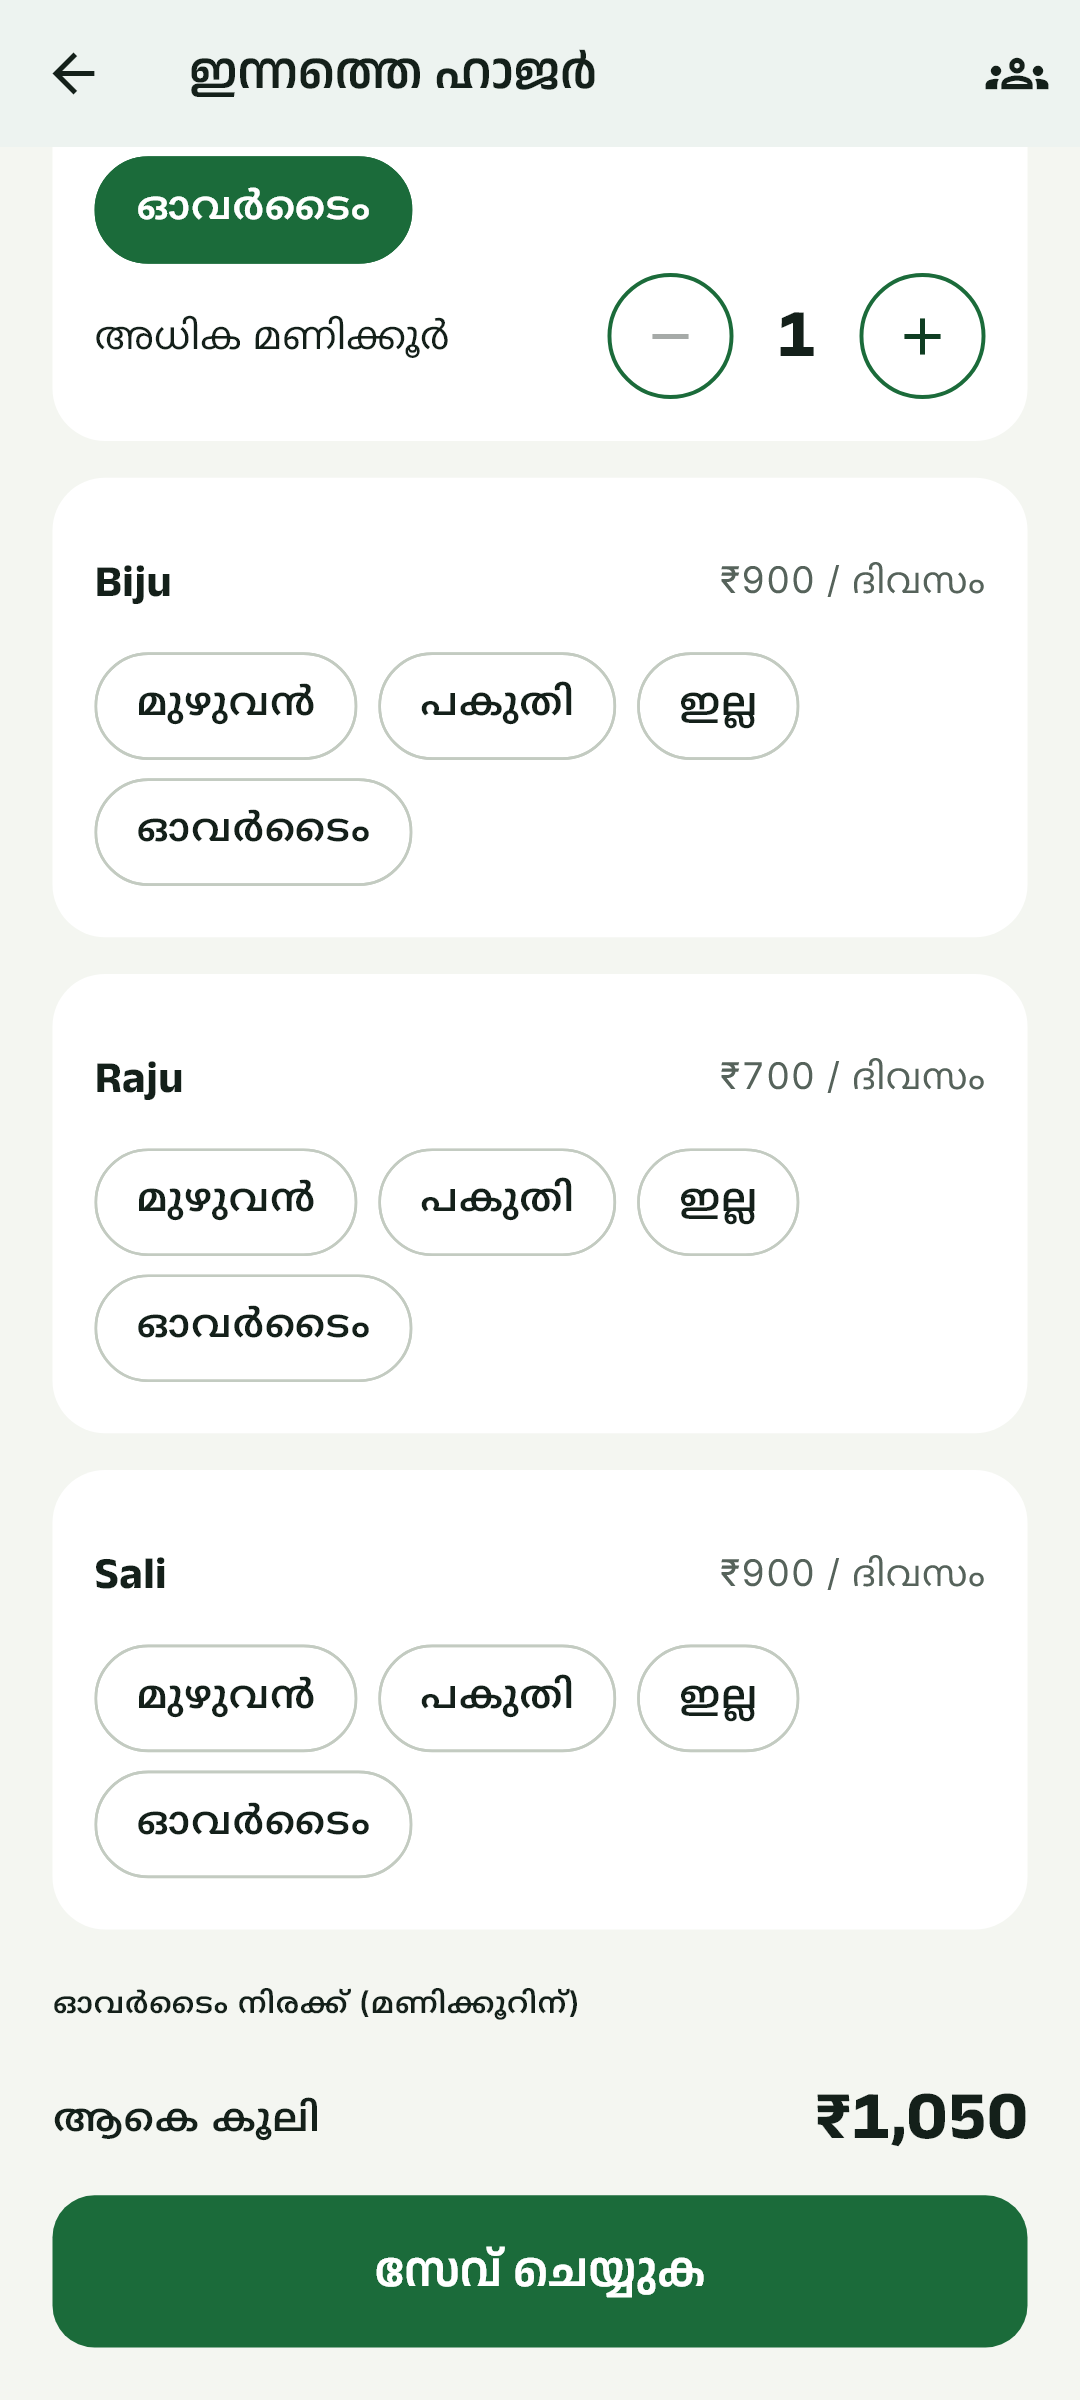 ഇന്നത്തെ ഹാജർ
ഓവർടൈം
അധിക മണിക്കൂർ
1
Biju
₹900 / ദിവസം
മുഴുവൻ
പകുതി
ഇല്ല
ഓവർടൈം
Raju
₹700 / ദിവസം
മുഴുവൻ
പകുതി
ഇല്ല
ഓവർടൈം
Sali
₹900 / ദിവസം
മുഴുവൻ
പകുതി
ഇല്ല
ഓവർടൈം
ഓവർടൈം നിരക്ക് (മണിക്കൂറിന്)
ആകെ കൂലി
₹1,050
സേവ് ചെയ്യുക